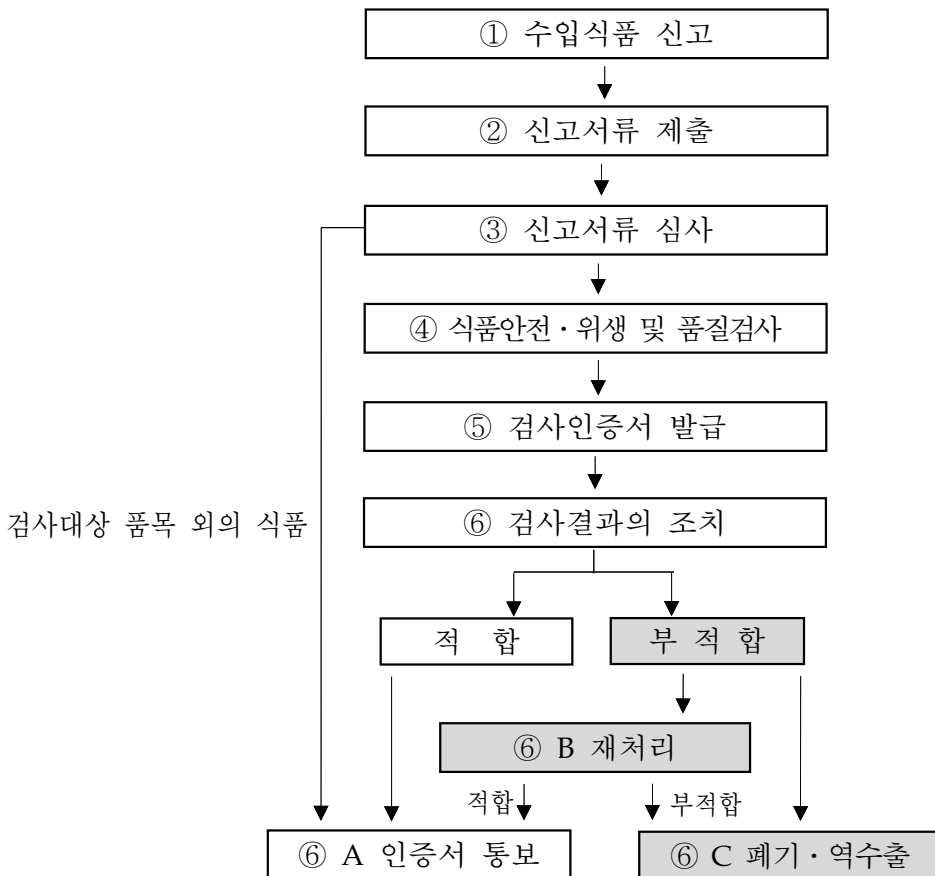 ① 수입식품 신고
② 신고서류 제출
③ 신고서류 심사
④ 식품안전·위생 및 품질검사
⑤ 검사인증서 발급
검사대상 품목 외의 식품
⑥ 검사결과의 조치
적 합
부 적 합
⑥ B 재처리
적합
부적합
⑥ A 인증서 통보
⑥ C 폐기·역수출